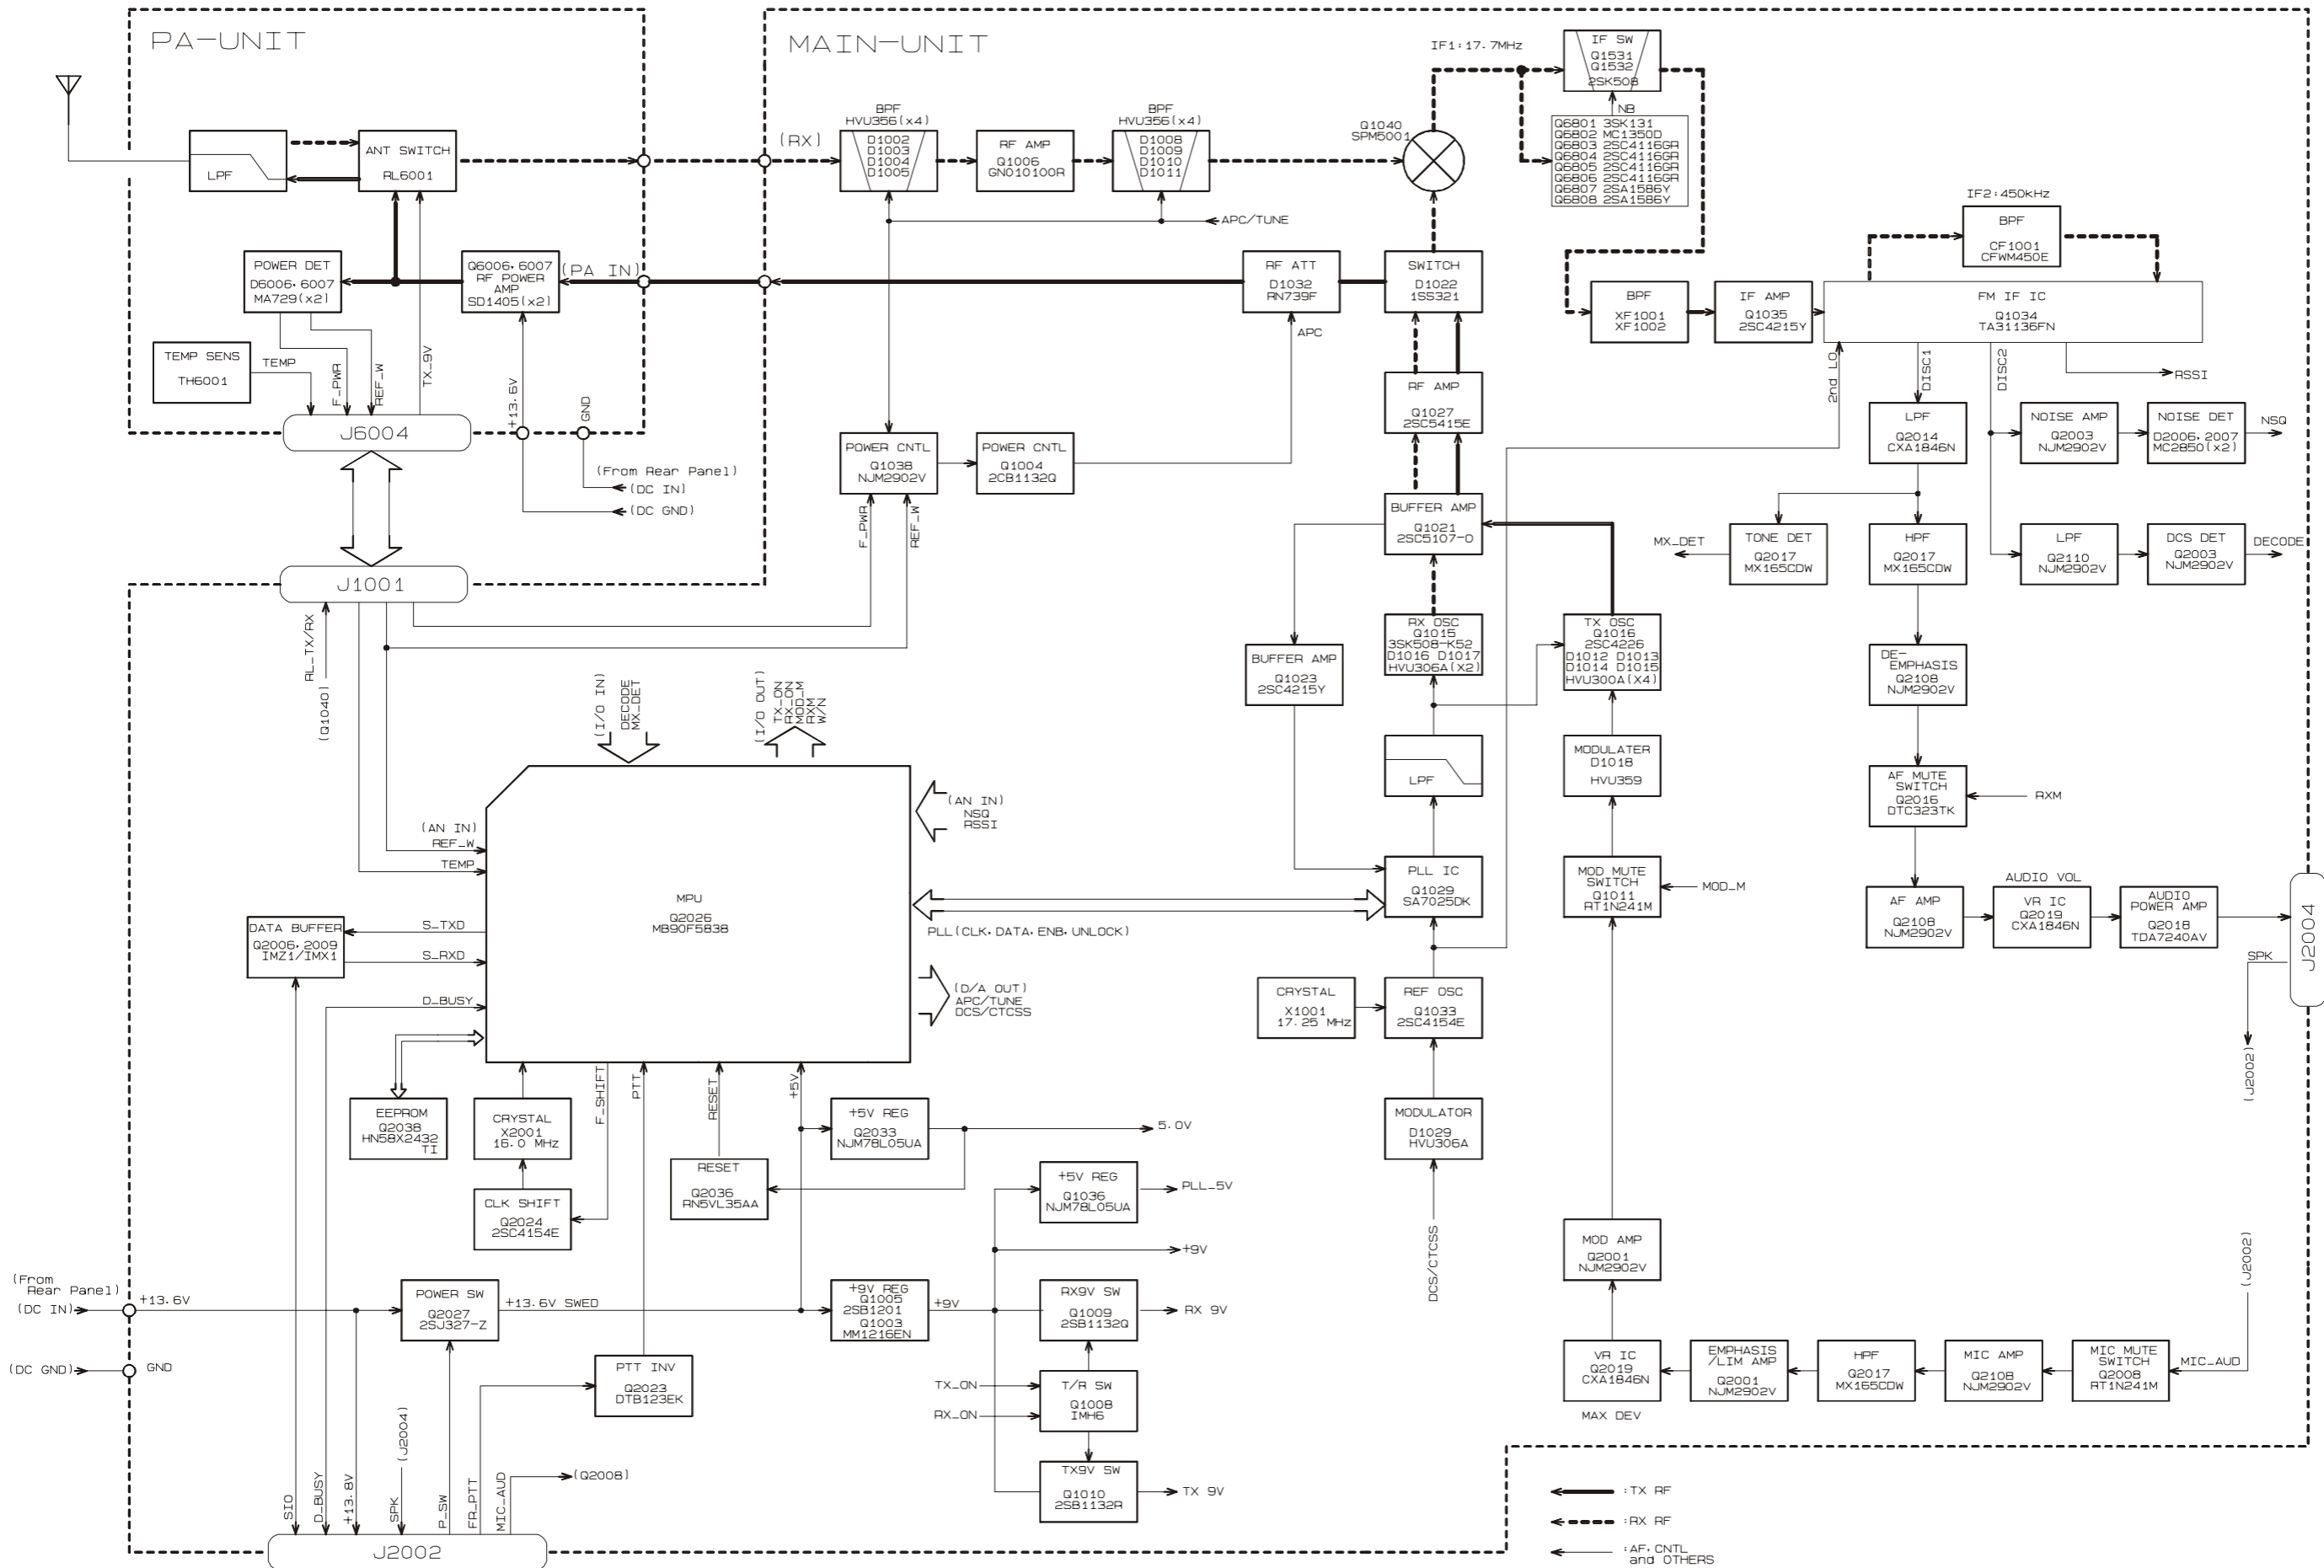 PA-UNIT
MAIN-UNIT
LPF
ANT SWITCH
RL6001
(RX)
BPF
HVU356(x4)
D1002
D1003
D1004
D1005
RF AMP
Q1006
GN010100R
BPF
HVU356(x4)
D1008
D1009
D1010
D1011
Q1040
SPM5001
IF1:17.7MHz
IF SW
Q1531
Q1532
2SK508
NB
Q6801 3SK131
Q6802 MC1350D
Q6803 2SC4116GR
Q6804 2SC4116GR
Q6805 2SC4116GR
Q6806 2SC4116GR
Q6807 2SA1586Y
Q6808 2SA1586Y
APC/TUNE
IF2:450kHz
BPF
CF1001
CFWM450E
POWER DET
D6006,6007
MA729(x2)
Q6006,6007
RF POWER
AMP
SD1405(x2)
(PA IN)
RF ATT
D1032
RN739F
SWITCH
D1022
1SS321
APC
BPF
XF1001
XF1002
IF AMP
Q1035
2SC4215Y
FM IF IC
Q1034
TA31136FN
TEMP SENS
TH6001
TEMP
F_PWR
REF_W
TX_9V
+13.6V
GND
J6004
(From Rear Panel)
(DC IN)
(DC GND)
RF AMP
Q1027
2SC5415E
2nd LO
DISC1
DISC2
RSSI
POWER CNTL
Q1038
NJM2902V
POWER CNTL
Q1004
2CB1132Q
F_PWR
REF_W
LPF
Q2014
CXA1846N
NOISE AMP
Q2003
NJM2902V
NOISE DET
D2006,2007
MC2850(x2)
NSQ
BUFFER AMP
Q1021
2SC5107-O
MX_DET
TONE DET
Q2017
MX165CDW
HPF
Q2017
MX165CDW
LPF
Q2110
NJM2902V
DCS DET
Q2003
NJM2902V
DECODE
J1001
RL_TX/RX
(Q1040)
BUFFER AMP
Q1023
2SC4215Y
RX OSC
Q1015
3SK508-K52
D1016 D1017
HVU306A(X2)
TX OSC
Q1016
2SC4226
D1012 D1013
D1014 D1015
HVU300A(X4)
DE-
EMPHASIS
Q2108
NJM2902V
(I/O IN)
DECODE
MX_DET
(I/O OUT)
TX_ON
RX_ON
MOD_M
RXM
W/N
LPF
MODULATER
D1018
HVU359
AF MUTE
SWITCH
Q2016
DTC323TK
RXM
(AN IN)
NSQ
RSSI
(AN IN)
REF_W
TEMP
MPU
Q2026
MB90F5838
PLL(CLK,DATA,ENB,UNLOCK)
PLL IC
Q1029
SA7025DK
MOD MUTE
SWITCH
Q1011
RT1N241M
MOD_M
AF AMP
Q2108
NJM2902V
AUDIO VOL
VR IC
Q2019
CXA1846N
AUDIO
POWER AMP
Q2018
TDA7240AV
J2004
SPK
(J2002)
DATA BUFFER
Q2006,2009
IMZ1/IMX1
S_TXD
S_RXD
D_BUSY
(D/A OUT)
APC/TUNE
DCS/CTCSS
CRYSTAL
X1001
17.25 MHz
REF OSC
Q1033
2SC4154E
EEPROM
Q2038
HN58X2432
TI
CRYSTAL
X2001
16.0 MHz
F_SHIFT
PTT
RESET
+5V
+5V REG
Q2033
NJM78L05UA
5.0V
MODULATOR
D1029
HVU306A
CLK SHIFT
Q2024
2SC4154E
RESET
Q2036
RN5VL35AA
+5V REG
Q1036
NJM78L05UA
PLL_5V
+9V
DCS/CTCSS
MOD AMP
Q2001
NJM2902V
(J2002)
(From
Rear Panel)
(DC IN)
+13.6V
POWER SW
Q2027
2SJ327-Z
+13.6V SWED
+9V REG
Q1005
2SB1201
Q1003
MM1216EN
+9V
RX9V SW
Q1009
2SB1132Q
RX 9V
(DC GND)
GND
PTT INV
Q2023
DTB123EK
TX_ON
RX_ON
T/R SW
Q1008
IMH6
VR IC
Q2019
CXA1846N
MAX DEV
EMPHASIS
/LIM AMP
Q2001
NJM2902V
HPF
Q2017
MX165CDW
MIC AMP
Q2108
NJM2902V
MIC MUTE
SWITCH
Q2008
RT1N241M
MIC_AUD
TX9V SW
Q1010
2SB1132R
TX 9V
SIO
D_BUSY
+13.8V
SPK
(J2004)
P_SW
FR_PTT
MIC_AUD
(Q2008)
J2002
:TX RF
:RX RF
:AF, CNTL
and OTHERS